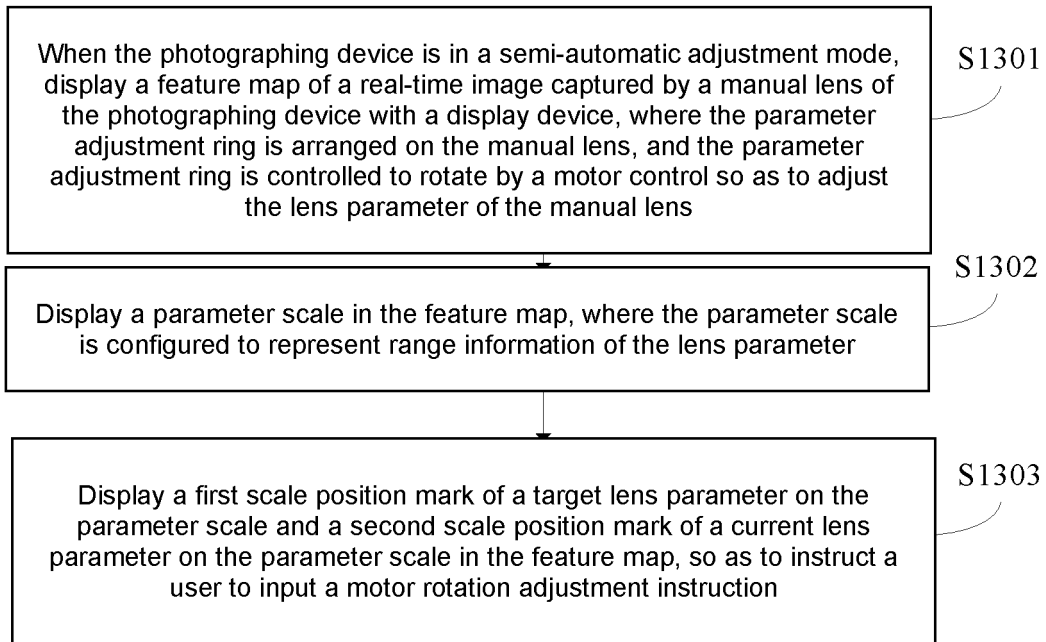 When the photographing device is in a semi-automatic adjustment mode,
display a feature map of a real-time image captured by a manual lens of
the photographing device with a display device, where the parameter
adjustment ring is arranged on the manual lens, and the parameter
adjustment ring is controlled to rotate by a motor control so as to adjust
the lens parameter of the manual lens
S1301
Display a parameter scale in the feature map, where the parameter scale
is configured to represent range information of the lens parameter
S1302
Display a first scale position mark of a target lens parameter on the
parameter scale and a second scale position mark of a current lens
parameter on the parameter scale in the feature map, so as to instruct a
user to input a motor rotation adjustment instruction
S1303